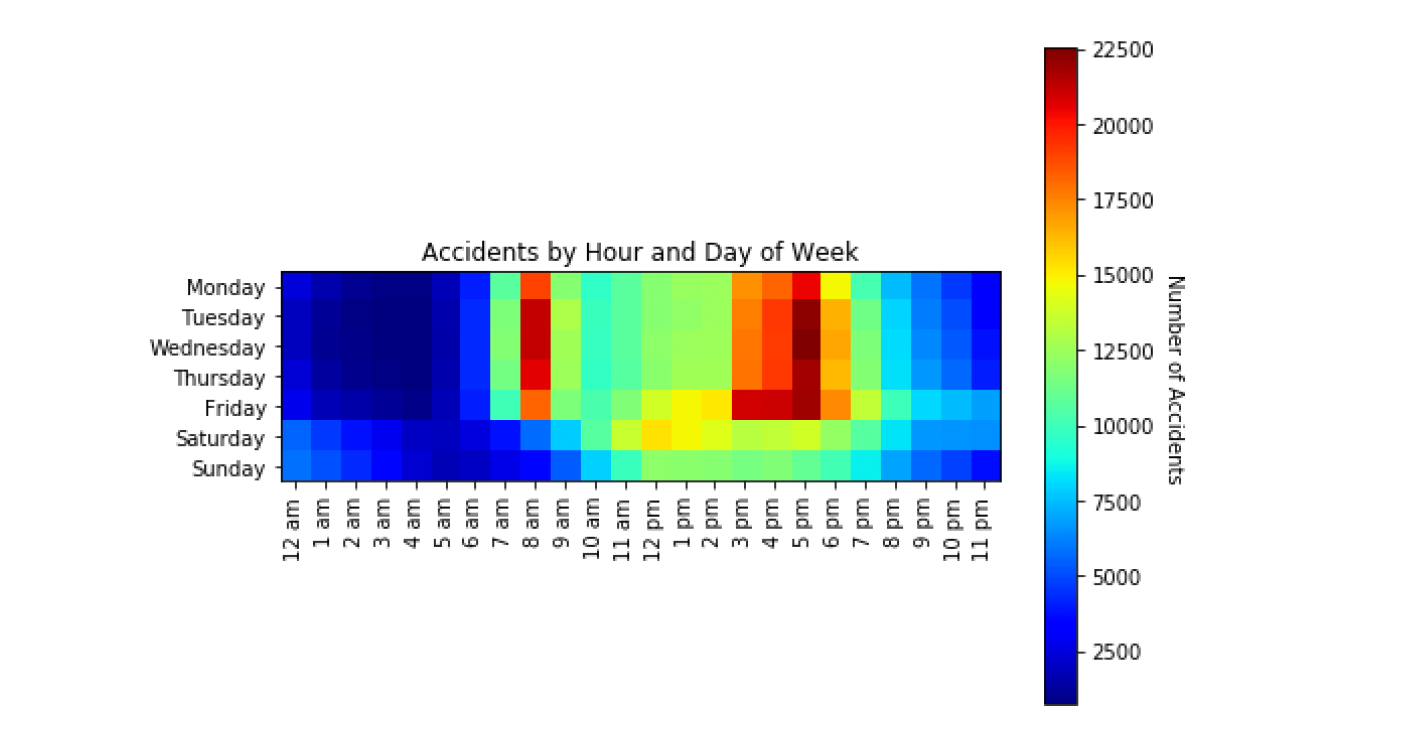 Accidents by Hour and Day of Week
Monday
Tuesday
Wednesday
Thursday
Friday
Saturday
Sunday
12 am
1 am
2 am
3 am
4 am
5 am
6 am
7 am
8 am
9 am
10 am
11 am
12 pm
1 pm
2 pm
3 pm
4 pm
5 pm
6 pm
7 pm
8 pm
9 pm
10 pm
11 pm
22500
20000
17500
15000
12500
10000
7500
5000
2500
Number of Accidents